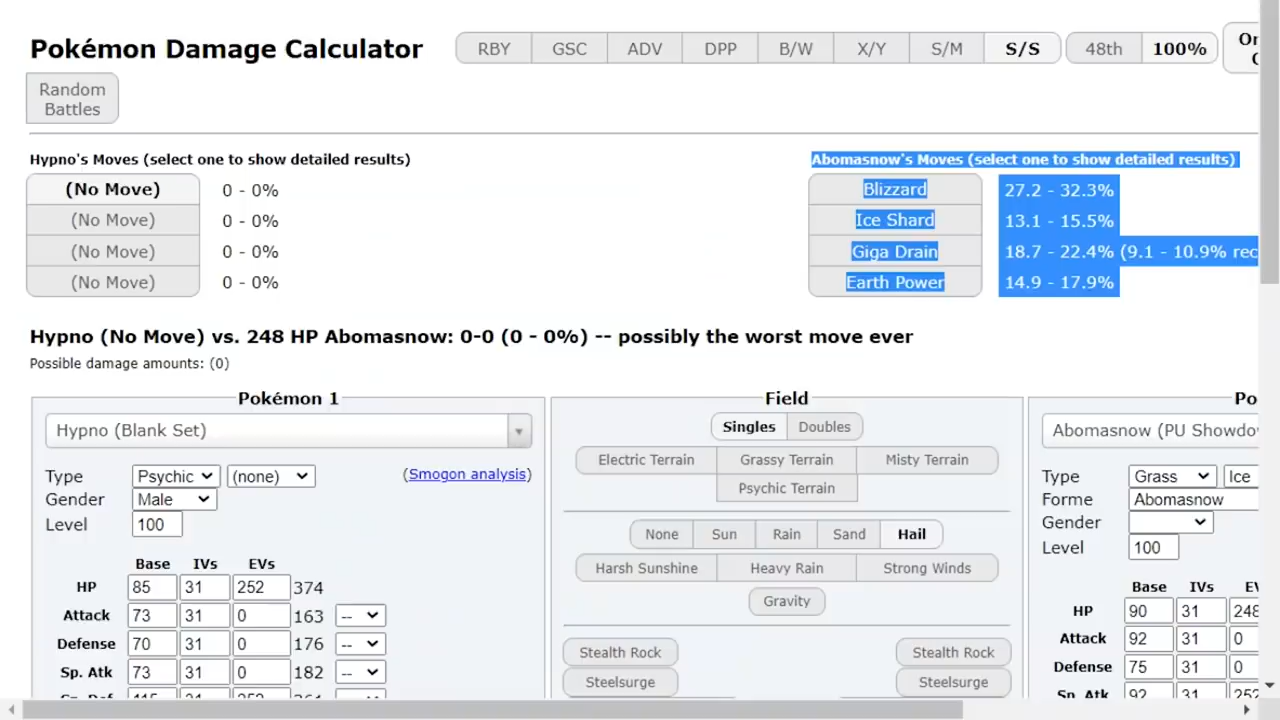 Pokémon Damage Calculator
RBY GSC ADV DPP B/W X/Y S/M S/S 48th 100%
Random
Battles
Hypno's Moves (select one to show detailed results)
(No Move) 0 - 0%
(No Move) 0 - 0%
(No Move) 0 - 0%
(No Move) 0 - 0%
Abomasnow's Moves (select one to show detailed results)
Blizzard 27.2 - 32.3%
Ice Shard 13.1 - 15.5%
Giga Drain 18.7 - 22.4% (9.1 - 10.9% rec
Earth Power 14.9 - 17.9%
Hypno (No Move) vs. 248 HP Abomasnow: 0-0 (0 - 0%) -- possibly the worst move ever
Possible damage amounts: (0)
Pokémon 1
Hypno (Blank Set)
Type Psychic (none) (Smogon analysis)
Gender Male
Level 100
Base IVs EVs
HP 85 31 252 374
Attack 73 31 0 163 --
Defense 70 31 0 176 --
Sp. Atk 73 31 0 182 --
Field
Singles Doubles
Electric Terrain Grassy Terrain Misty Terrain
Psychic Terrain
None Sun Rain Sand Hail
Harsh Sunshine Heavy Rain Strong Winds
Gravity
Stealth Rock Stealth Rock
Steelsurge Steelsurge
Po
Abomasnow (PU Showdo
Type Grass Ice
Forme Abomasnow
Gender
Level 100
Base IVs
HP 90 31 248
Attack 92 31 0
Defense 75 31 0
Sp. Atk 92 31 252